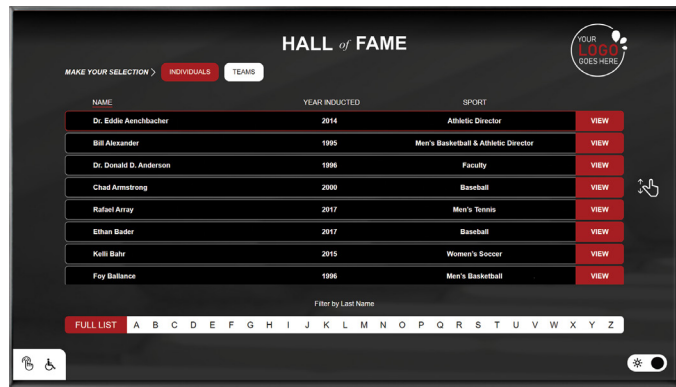 HALL of FAME
YOUR
LOGO
GOES HERE
MAKE YOUR SELECTION > INDIVIDUALS TEAMS
NAME YEAR INDUCTED SPORT
Dr. Eddie Aenchbacher 2014 Athletic Director VIEW
Bill Alexander 1995 Men's Basketball & Athletic Director VIEW
Dr. Donald D. Anderson 1996 Faculty VIEW
Chad Armstrong 2000 Baseball VIEW
Rafael Array 2017 Men's Tennis VIEW
Ethan Bader 2017 Baseball VIEW
Kelli Bahr 2015 Women's Soccer VIEW
Foy Ballance 1996 Men's Basketball VIEW
Filter by Last Name
FULL LIST A B C D E F G H I J K L M N O P Q R S T U V W X Y Z